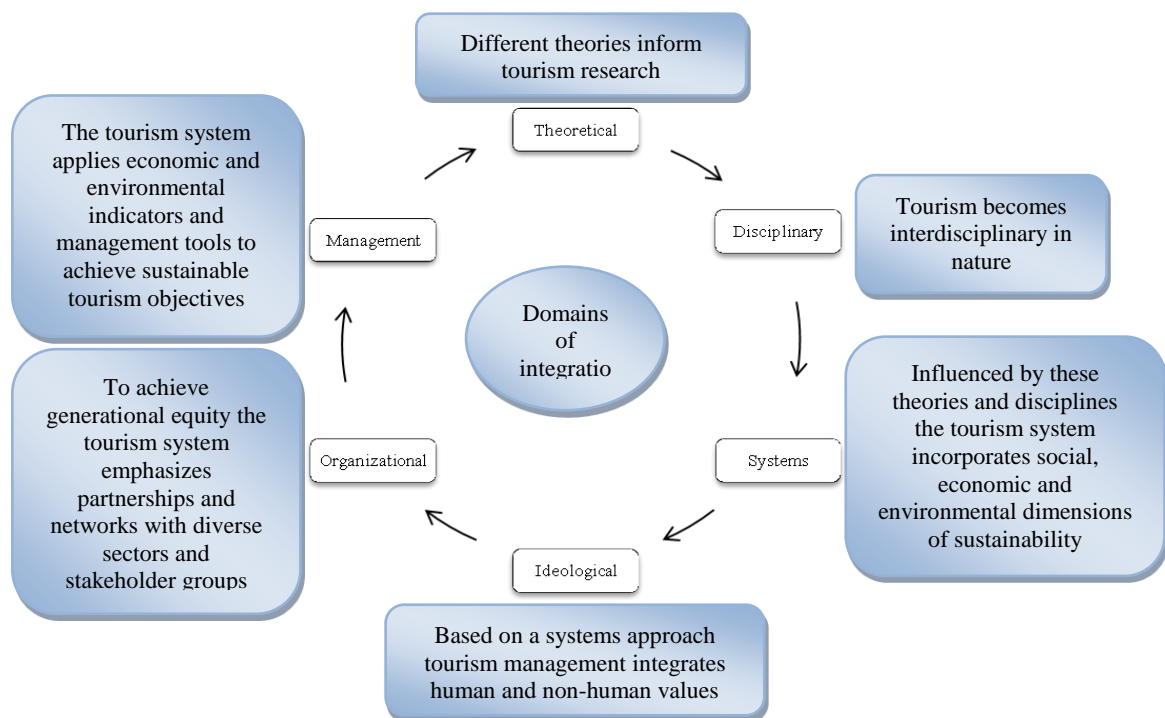 Different theories inform
tourism research
Theoretical
The tourism system
applies economic and
environmental
indicators and
management tools to
achieve sustainable
tourism objectives
Management
Disciplinary
Tourism becomes
interdisciplinary in
nature
Domains
of
integratio
To achieve
generational equity the
tourism system
emphasizes
partnerships and
networks with diverse
sectors and
stakeholder groups
Organizational
Systems
Influenced by these
theories and disciplines
the tourism system
incorporates social,
economic and
environmental dimensions
of sustainability
Ideological
Based on a systems approach
tourism management integrates
human and non-human values